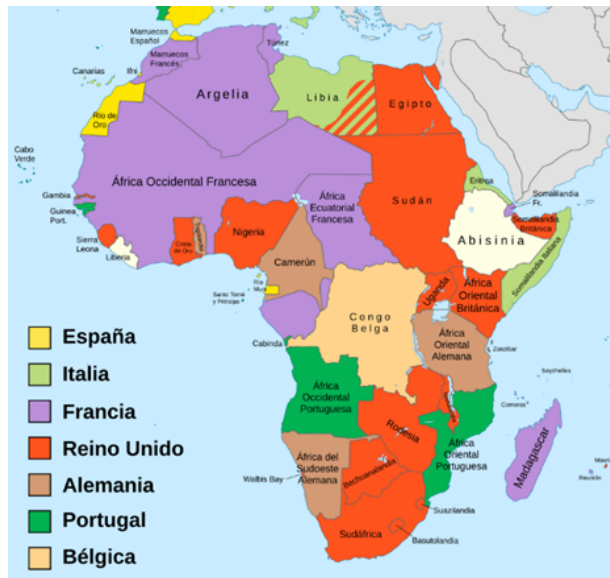 Marruecos
Español
Túnez
Canarias
Ifni
Marruecos
Francés
Argelia
Libia
Egipto
Río de
Oro
Cabo
Verde
África Occidental Francesa
África
Ecuatorial
Francesa
Sudán
Eritrea
Somalilandia
Fr.
Somalilandia
Británica
Gambia
Guinea
Port.
Sierra
Leona
Liberia
Costa
de Oro
Togolandia
Nigeria
Abisinia
Somalilandia Italiana
Camerún
Río
Muni
Santo Tomé
y Príncipe
Uganda
África
Oriental
Británica
Congo
Belga
Cabinda
África
Oriental
Alemana
Zanzíbar
Seychelles
Comoras
África
Occidental
Portuguesa
Rodesia
África
Oriental
Portuguesa
Madagascar
Reunión
África del
Sudoeste
Alemana
Walbis Bay
Bechuanalandia
Suazilandia
Sudáfrica
Basutolandia
España
Italia
Francia
Reino Unido
Alemania
Portugal
Bélgica